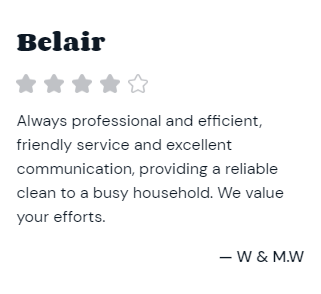 Belair
Always professional and efficient,
friendly service and excellent
communication, providing a reliable
clean to a busy household. We value
your efforts.
— W & M.W